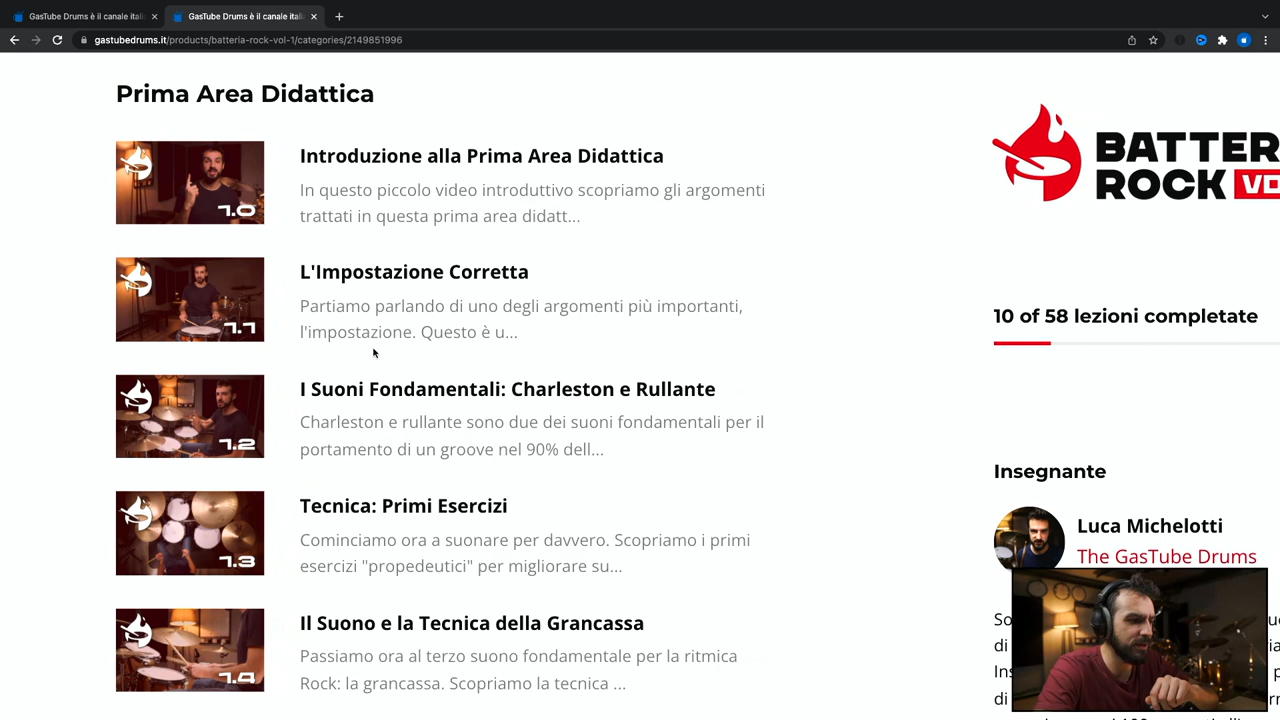 GasTube Drums è il canale itali
GasTube Drums è il canale itali
gastubedrums.it/products/batteria-rock-vol-1/categories/2149851996
Prima Area Didattica
1.0
Introduzione alla Prima Area Didattica
In questo piccolo video introduttivo scopriamo gli argomenti
trattati in questa prima area didatt...
1.1
L'Impostazione Corretta
Partiamo parlando di uno degli argomenti più importanti,
l'impostazione. Questo è u...
1.2
I Suoni Fondamentali: Charleston e Rullante
Charleston e rullante sono due dei suoni fondamentali per il
portamento di un groove nel 90% dell...
1.3
Tecnica: Primi Esercizi
Cominciamo ora a suonare per davvero. Scopriamo i primi
esercizi "propedeutici" per migliorare su...
1.4
Il Suono e la Tecnica della Grancassa
Passiamo ora al terzo suono fondamentale per la ritmica
Rock: la grancassa. Scopriamo la tecnica ...
BATTER
ROCK VO
10 of 58 lezioni completate
Insegnante
Luca Michelotti
The GasTube Drums
So
di
Ins
di